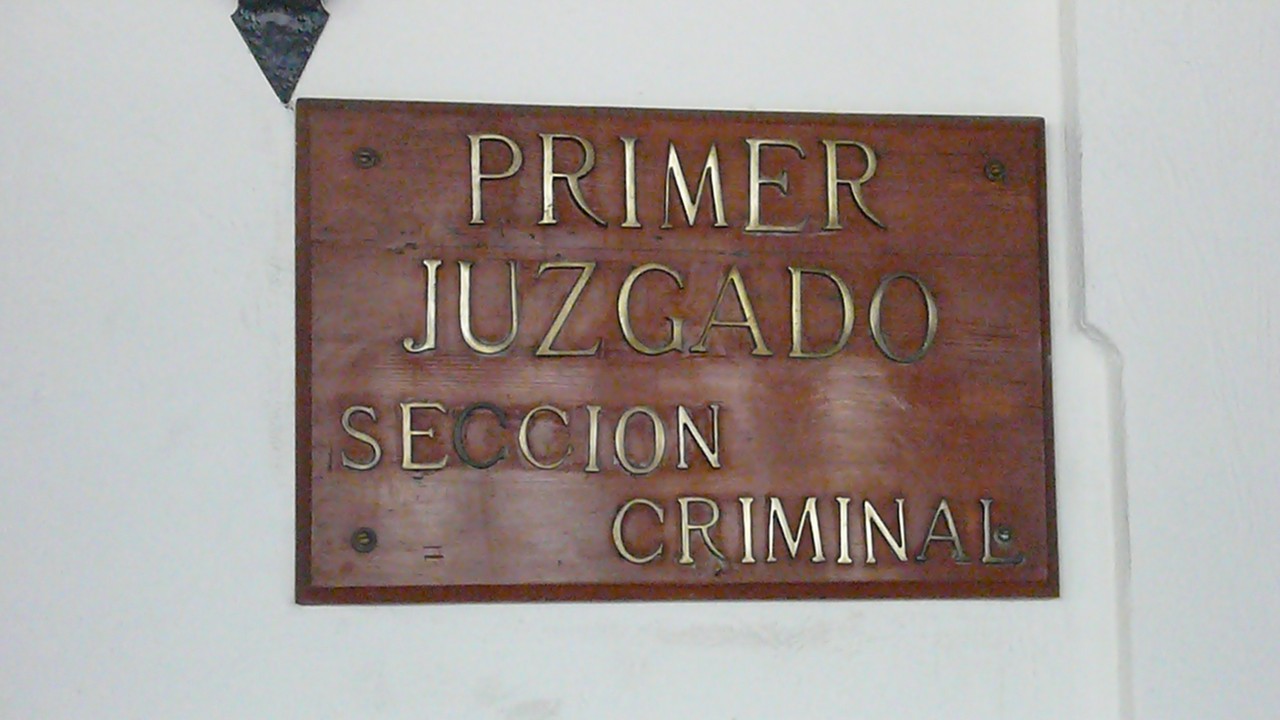 PRIMER
JUZGADO
SECCION
CRIMINAL